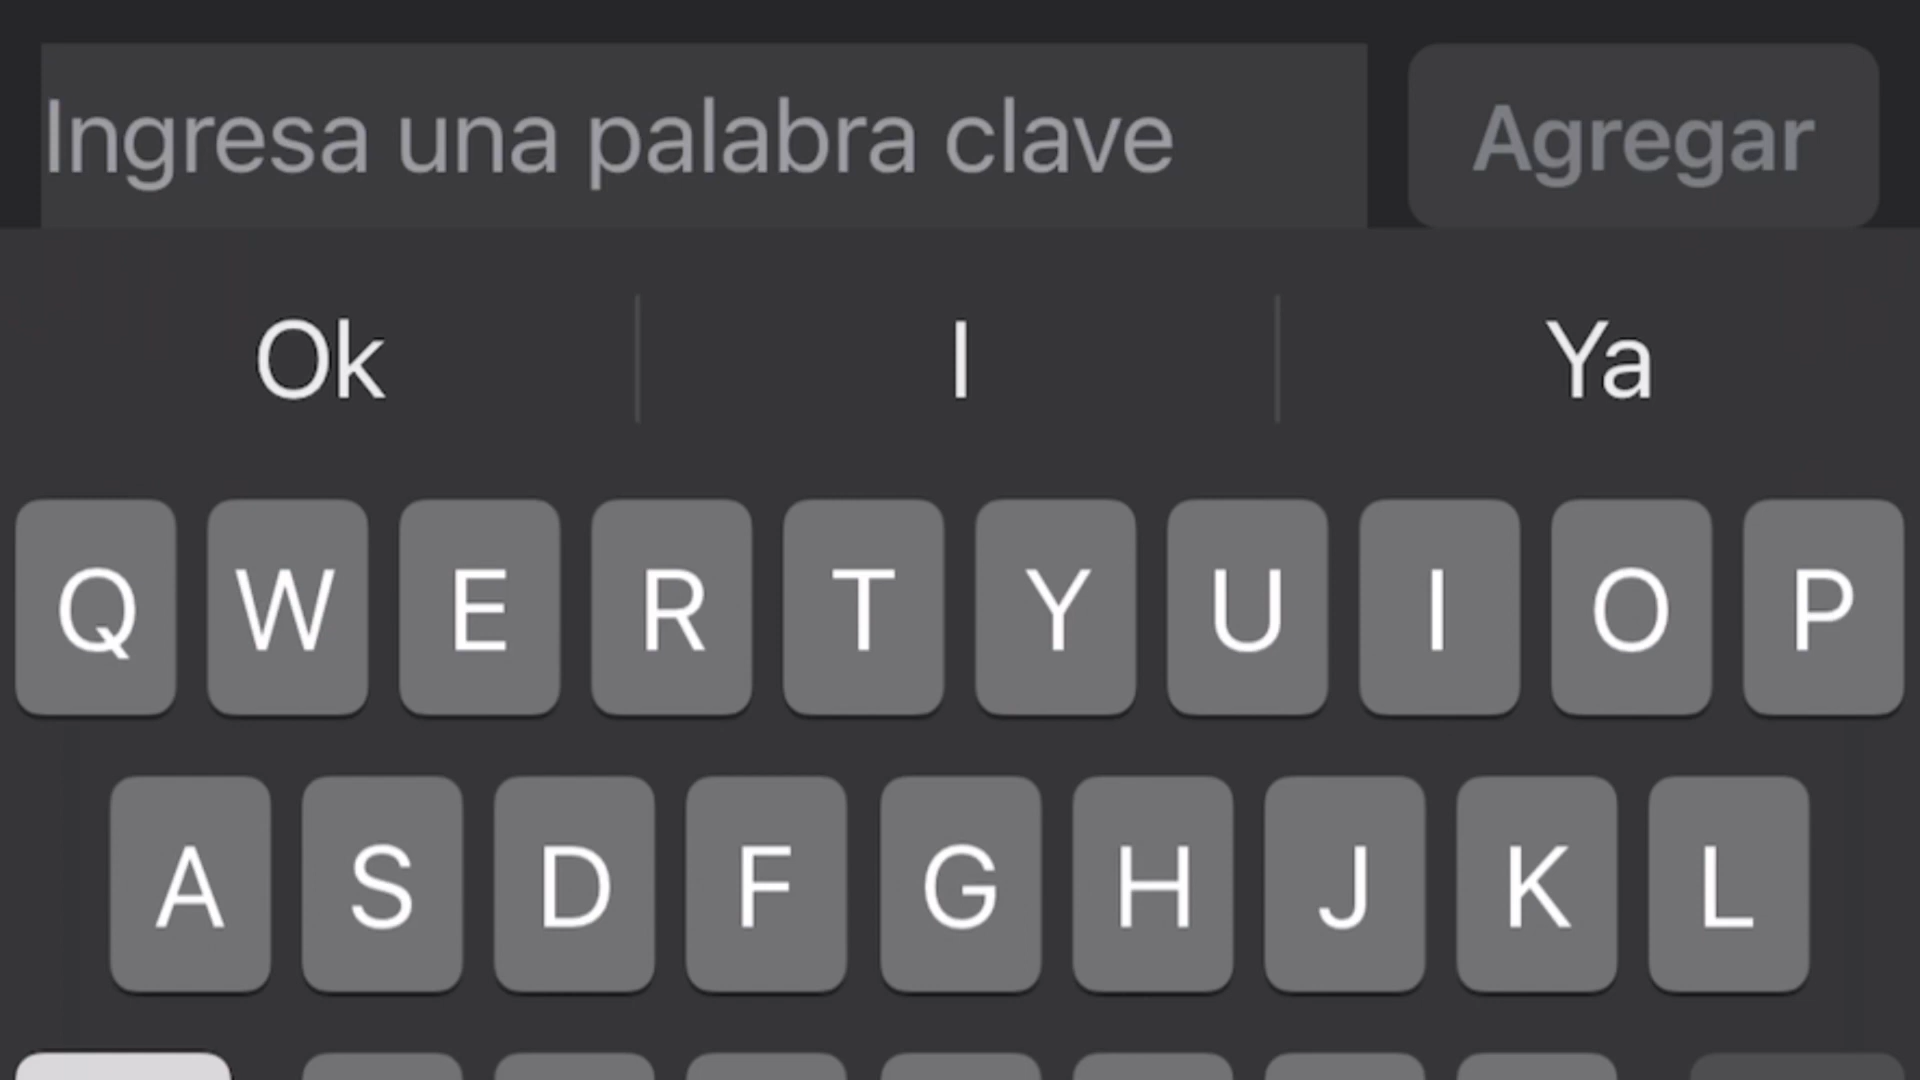 Ingresa una palabra clave Agregar
Ok I Ya
Q W E R T Y U I O P
A S D F G H J K L